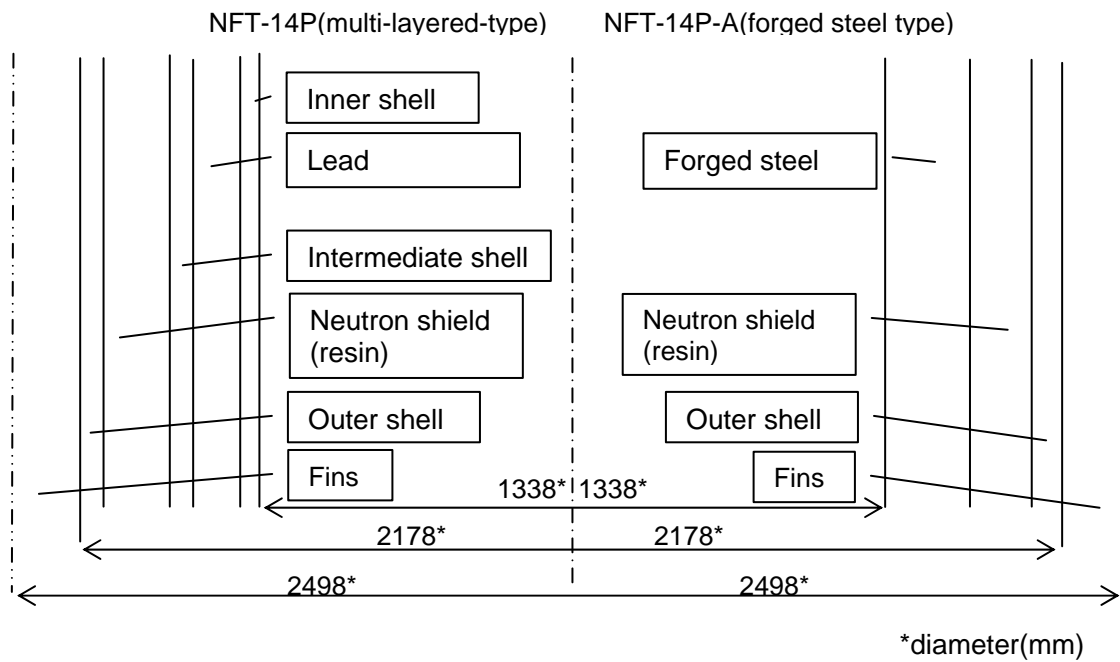 NFT-14P(multi-layered-type)
NFT-14P-A(forged steel type)
Inner shell
Lead
Forged steel
Intermediate shell
Neutron shield
(resin)
Neutron shield
(resin)
Outer shell
Outer shell
Fins
Fins
1338*
1338*
2178*
2178*
2498*
2498*
*diameter(mm)